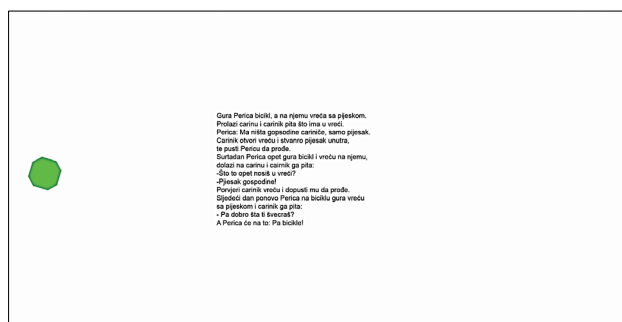 Gura Perica bicikl, a na njemu vreća sa pijeskom.
Prolazi carinu i carinik pita što ima u vreći.
Perica: Ma ništa gopsodine cariniče, samo pijesak.
Carinik otvori vreću i stvanro pijesak unutra,
te pusti Pericu da prođe.
Surtadan Perica opet gura bicikl i vreću na njemu,
dolazi na carinu i cairnik ga pita:
-Što to opet nosiš u vreći?
-Pjiesak gospodine!
Porvjeri carinik vreću i dopusti mu da prođe.
Sljedeći dan ponovo Perica na biciklu gura vreću
sa pijeskom i carinik ga pita:
- Pa dobro šta ti švecraš?
A Perica će na to: Pa bicikle!